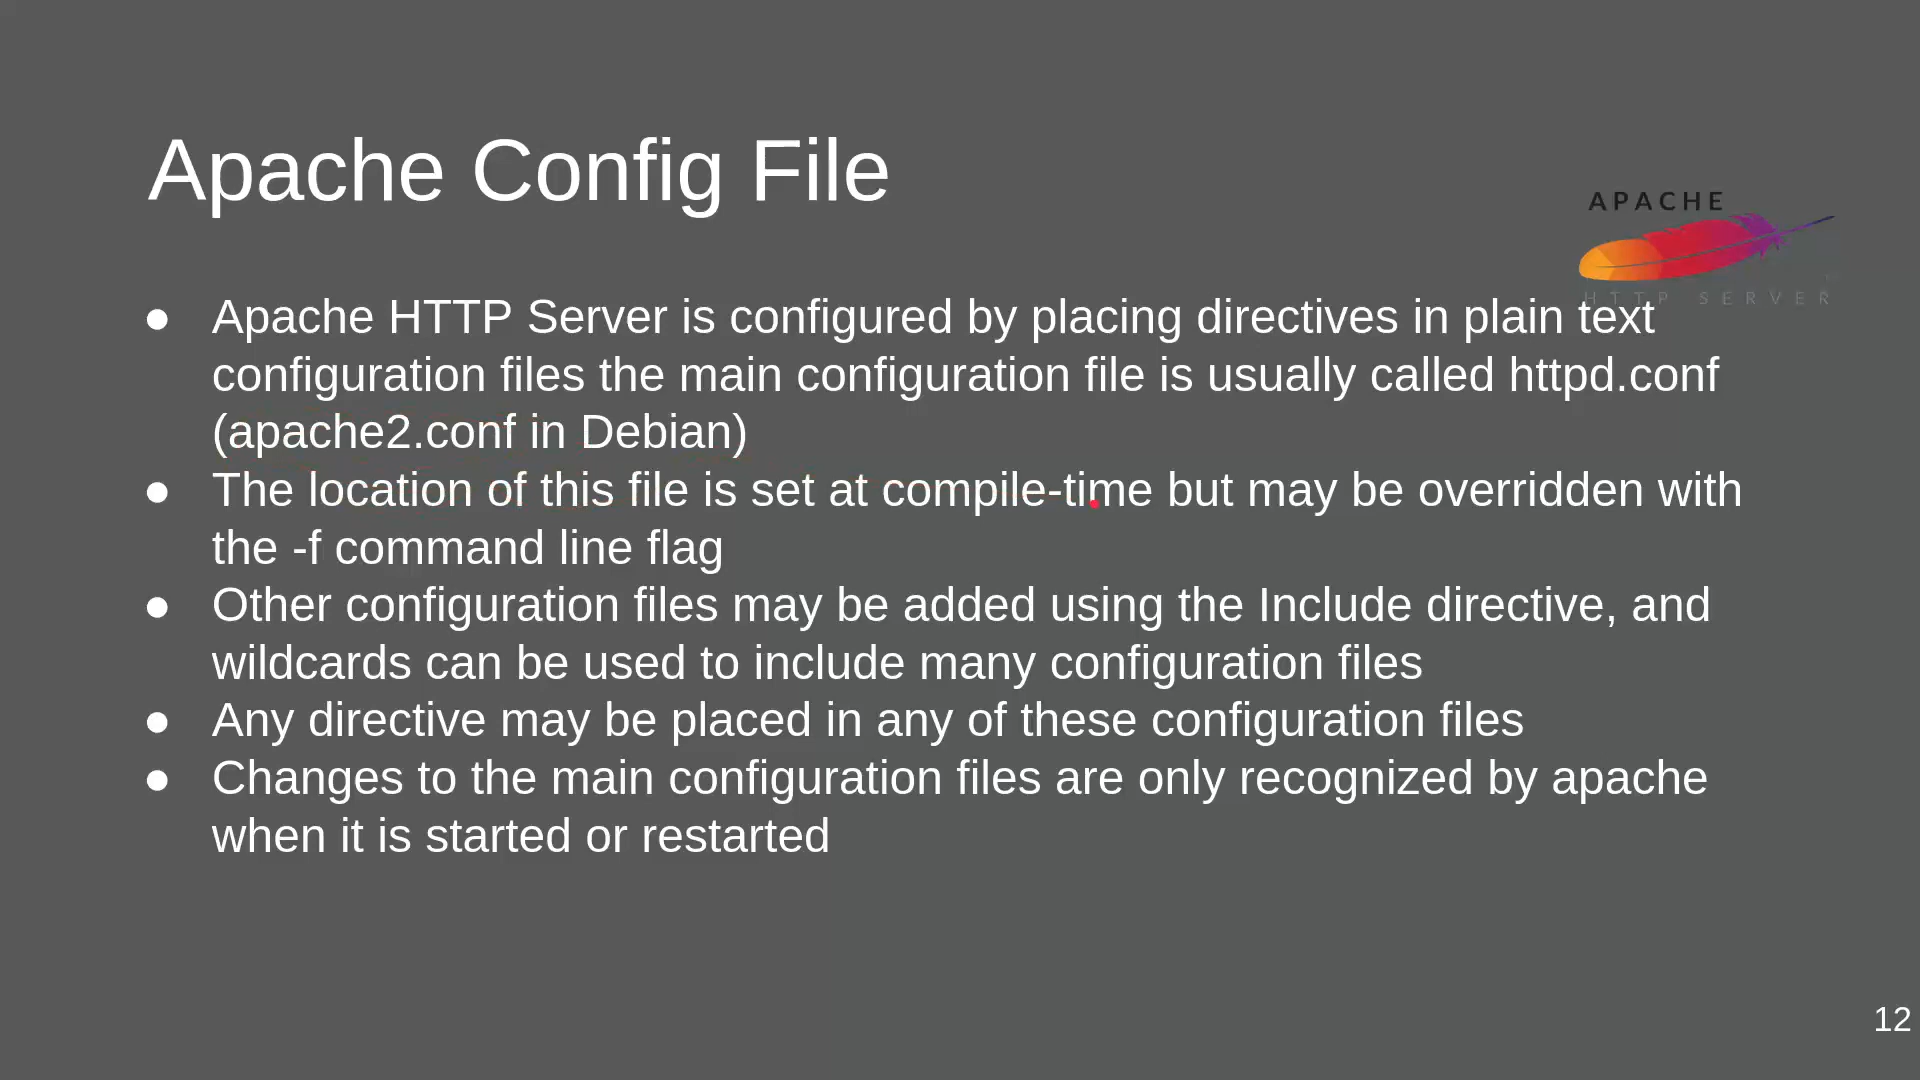 Apache Config File
APACHE
HTTP SERVER
● Apache HTTP Server is configured by placing directives in plain text
configuration files the main configuration file is usually called httpd.conf
(apache2.conf in Debian)
● The location of this file is set at compile-time but may be overridden with
the -f command line flag
● Other configuration files may be added using the Include directive, and
wildcards can be used to include many configuration files
● Any directive may be placed in any of these configuration files
● Changes to the main configuration files are only recognized by apache
when it is started or restarted
12